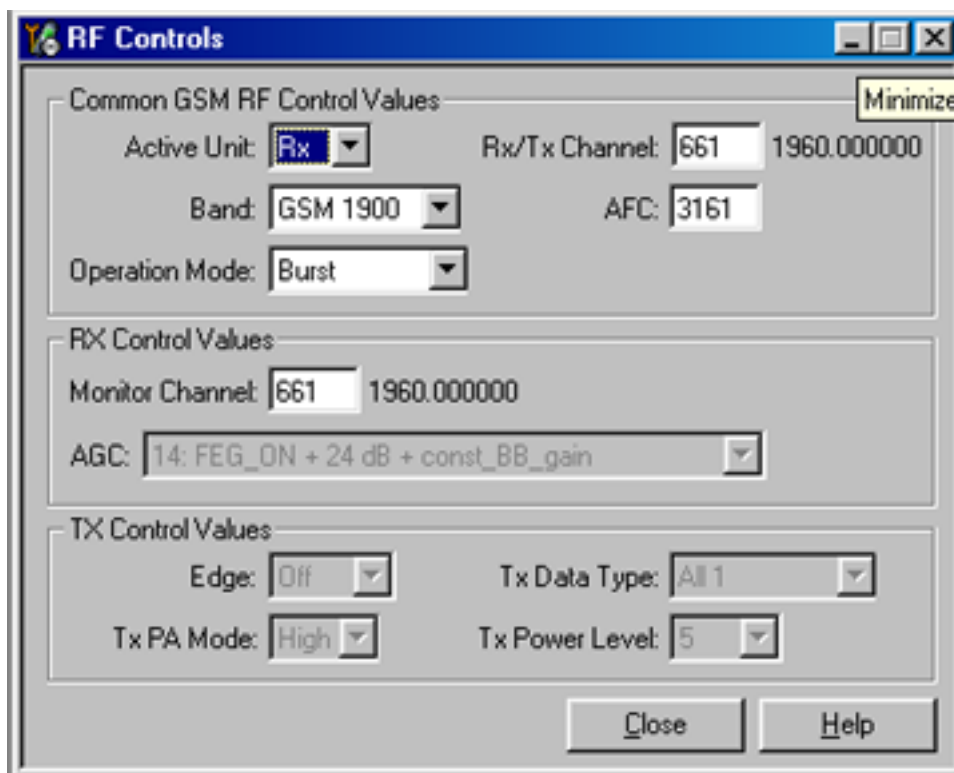 RF Controls
Minimize
Common GSM RF Control Values
Active Unit: Rx Rx/Tx Channel: 661 1960.000000
Band: GSM 1900 AFC: 3161
Operation Mode: Burst
RX Control Values
Monitor Channel: 661 1960.000000
AGC: 14: FEG_ON + 24 dB + const_BB_gain
TX Control Values
Edge: Off Tx Data Type: All 1
Tx PA Mode: High Tx Power Level: 5
Close Help